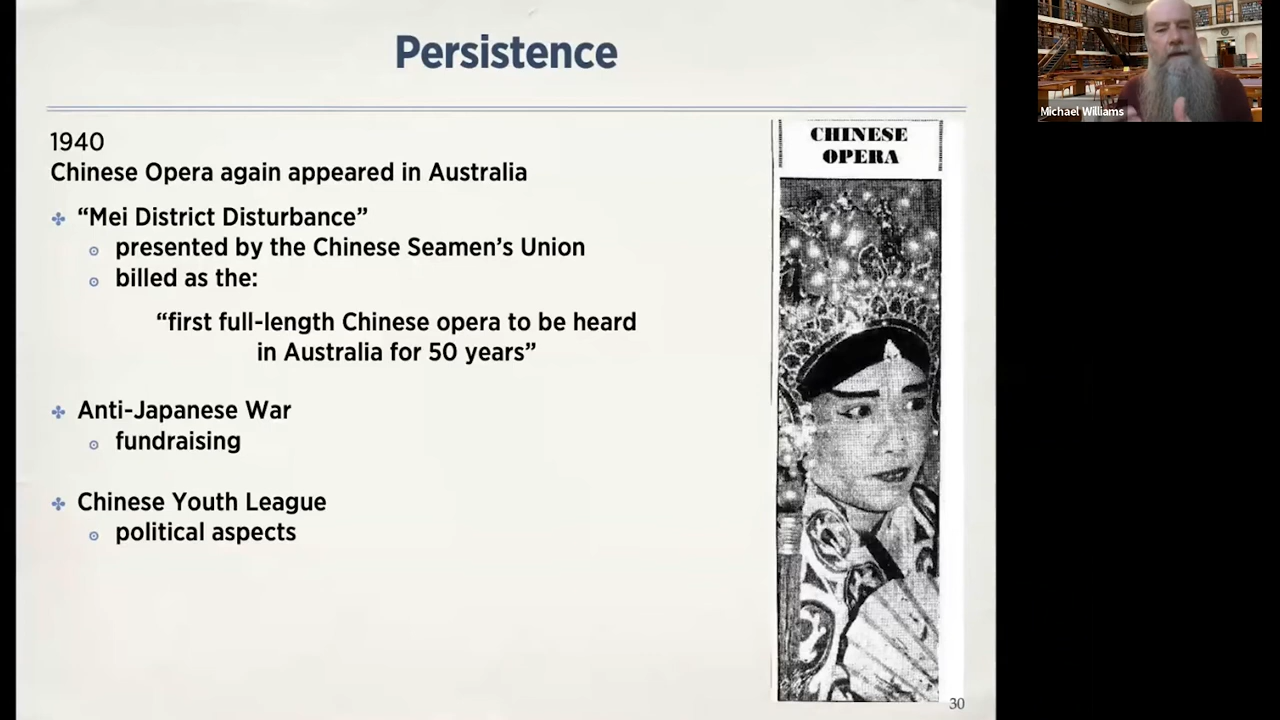 Persistence
1940
Chinese Opera again appeared in Australia
“Mei District Disturbance”
presented by the Chinese Seamen’s Union
billed as the:
“first full-length Chinese opera to be heard
in Australia for 50 years”
Anti-Japanese War
fundraising
Chinese Youth League
political aspects
CHINESE
OPERA
30
Michael Williams